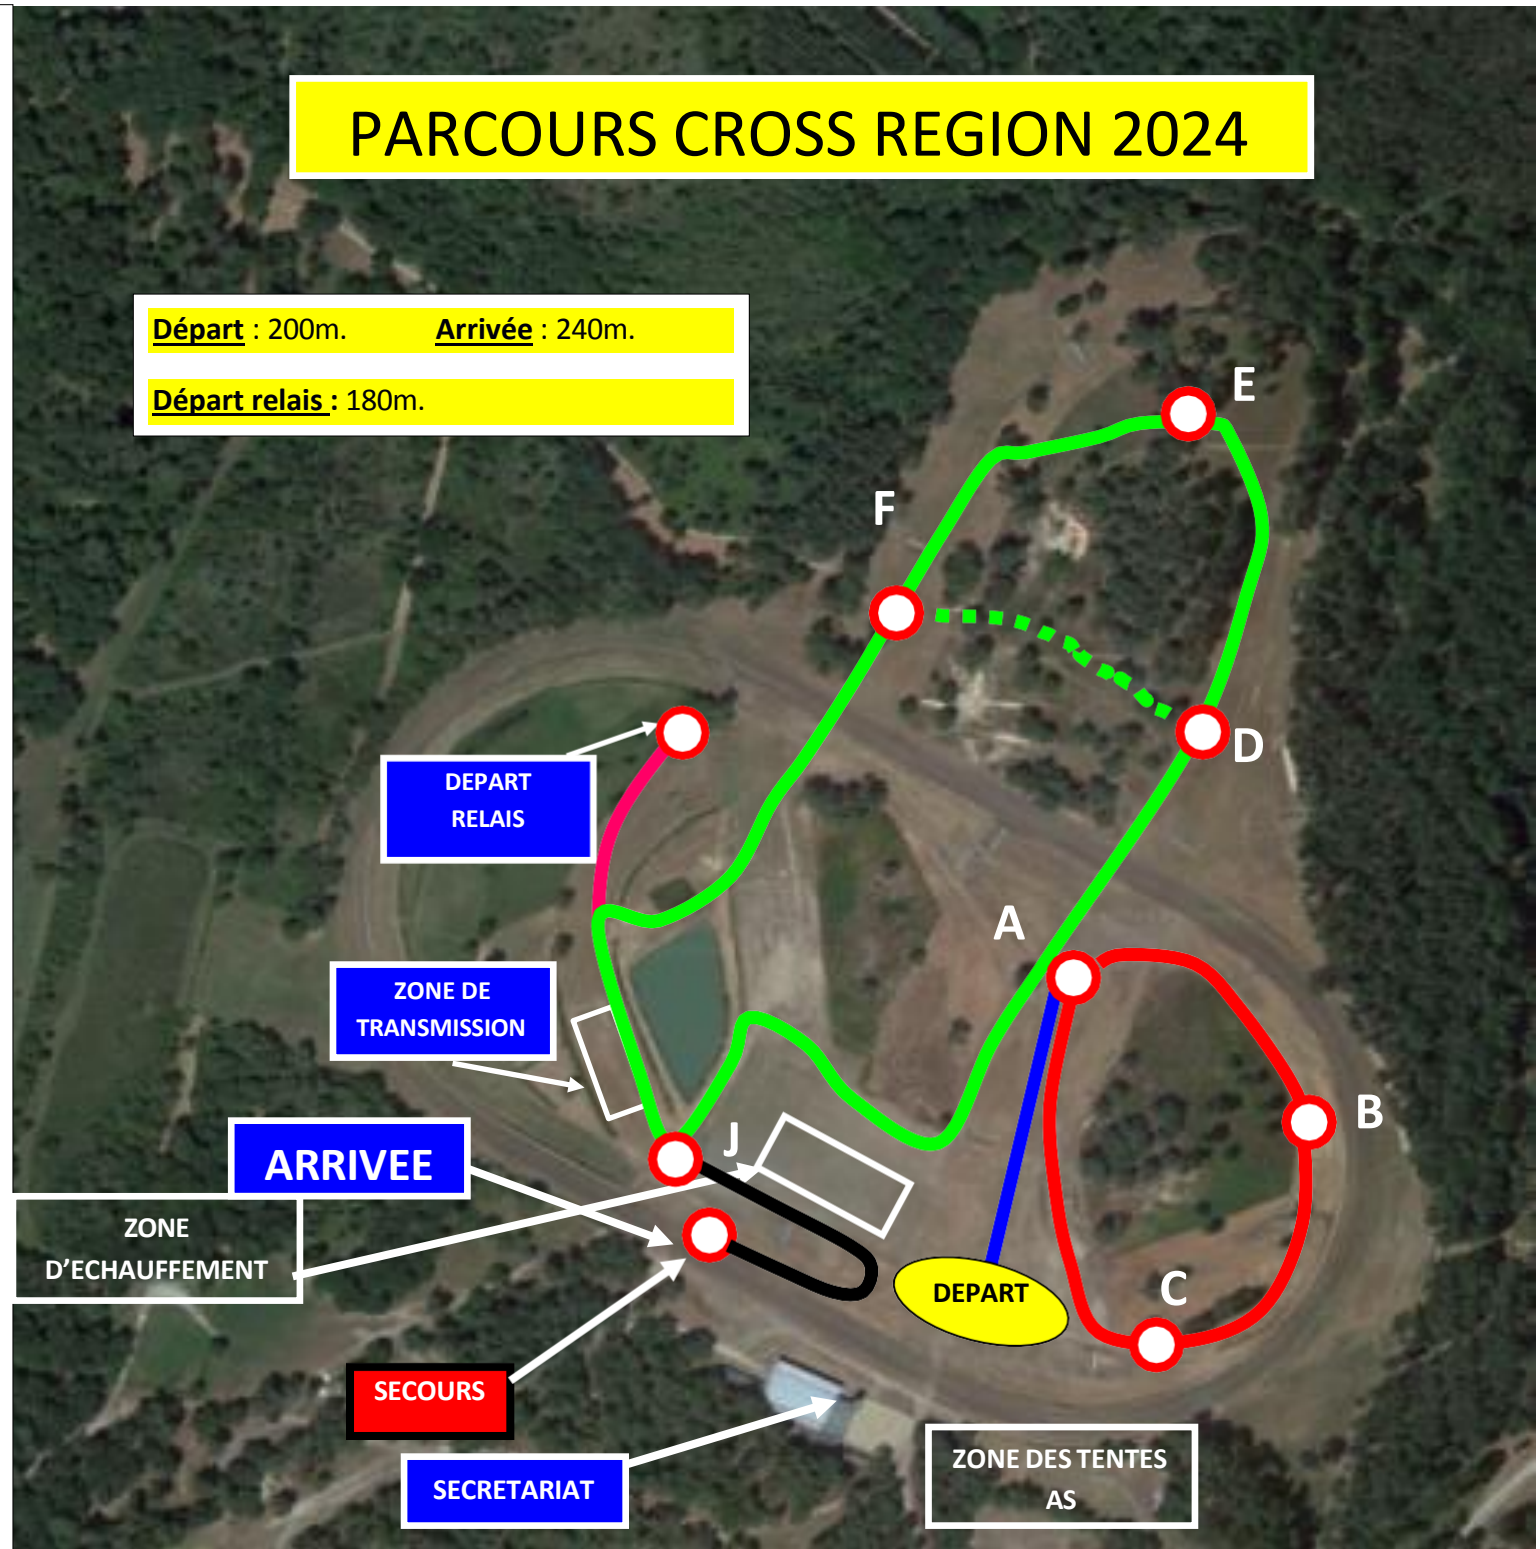 PARCOURS CROSS REGION 2024
Départ : 200m. Arrivée : 240m.
Départ relais : 180m.
E
F
D
DEPART
RELAIS
A
ZONE DE
TRANSMISSION
B
J
ARRIVEE
ZONE
D'ECHAUFFEMENT
C
DEPART
SECOURS
SECRETARIAT
ZONE DES TENTES
AS